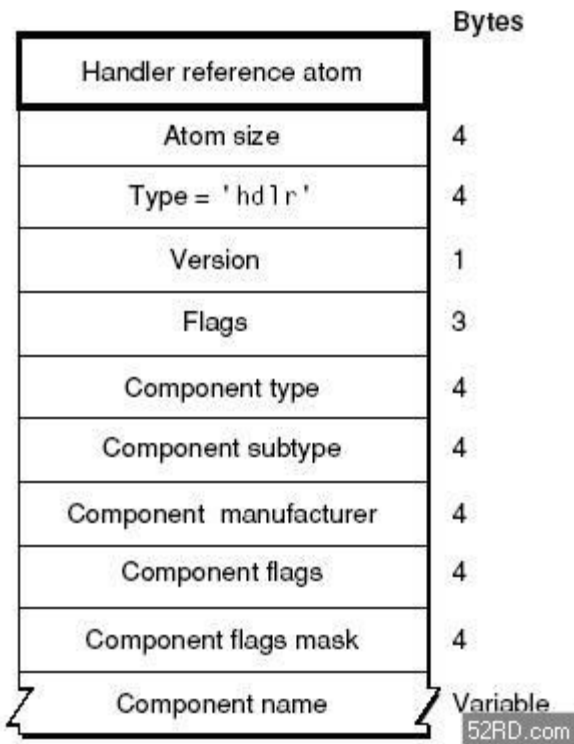 Bytes
Handler reference atom
Atom size 4
Type = 'hdlr' 4
Version 1
Flags 3
Component type 4
Component subtype 4
Component manufacturer 4
Component flags 4
Component flags mask 4
Component name Variable
52RD.com